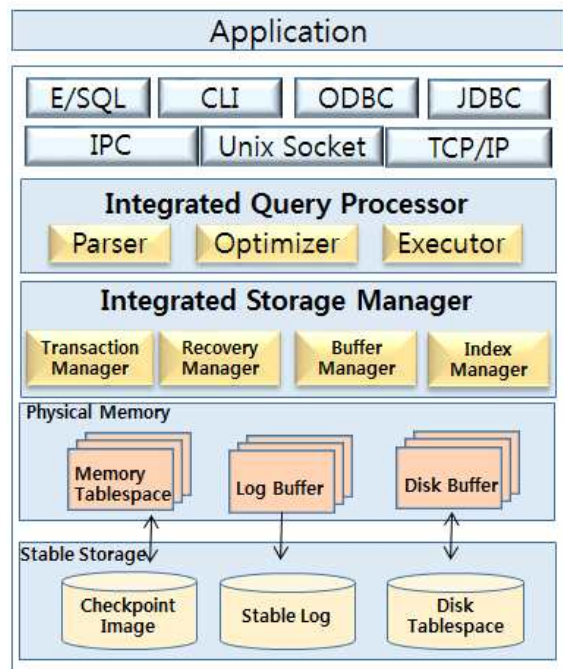 Application
E/SQL
CLI
ODBC
JDBC
IPC
Unix Socket
TCP/IP
Integrated Query Processor
Parser
Optimizer
Executor
Integrated Storage Manager
Transaction
Manager
Recovery
Manager
Buffer
Manager
Index
Manager
Physical Memory
Memory
Tablespace
Log Buffer
Disk Buffer
Stable Storage
Checkpoint
Image
Stable Log
Disk
Tablespace